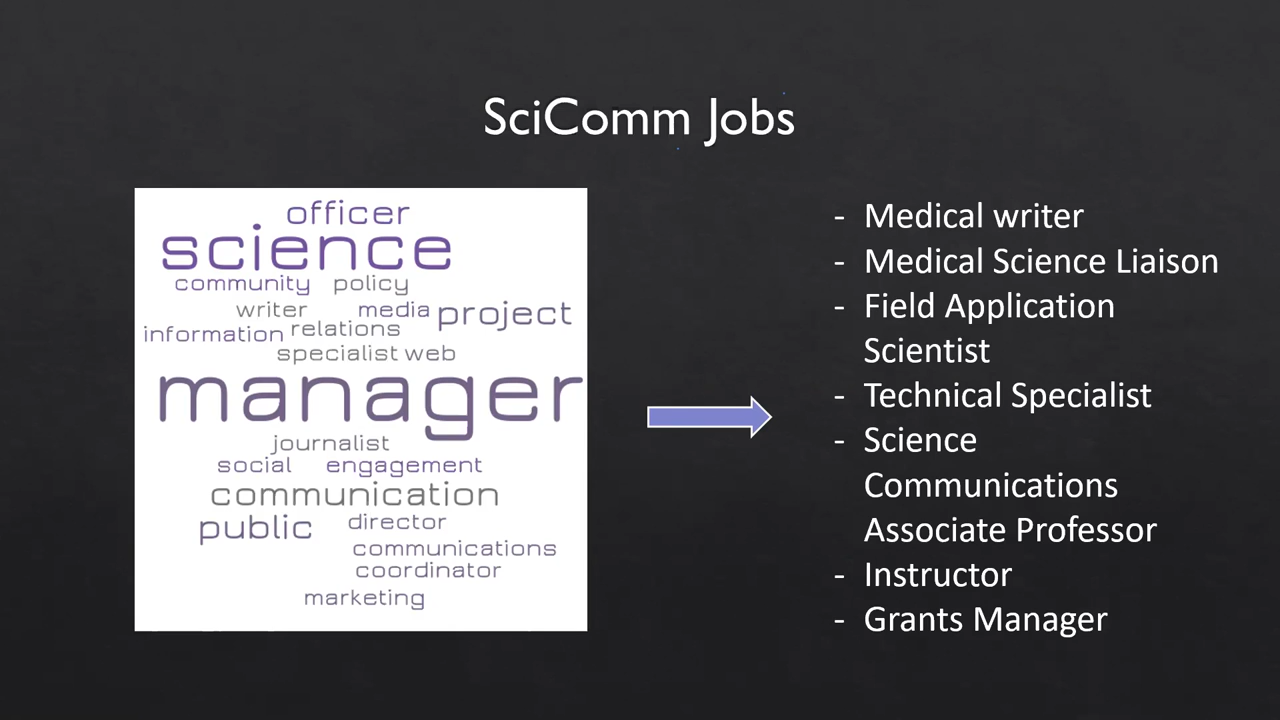 SciComm Jobs
officer
science
community policy
writer media project
information relations
specialist web
manager
journalist
social engagement
communication
public director
communications
coordinator
marketing
- Medical writer
- Medical Science Liaison
- Field Application
Scientist
- Technical Specialist
- Science
Communications
Associate Professor
- Instructor
- Grants Manager